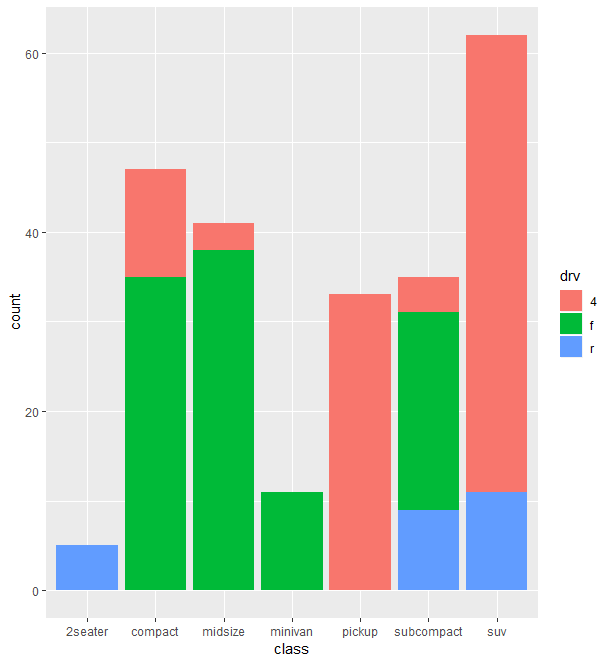 60
40
20
0
count
2seater compact midsize minivan pickup subcompact suv
class
drv
4
f
r